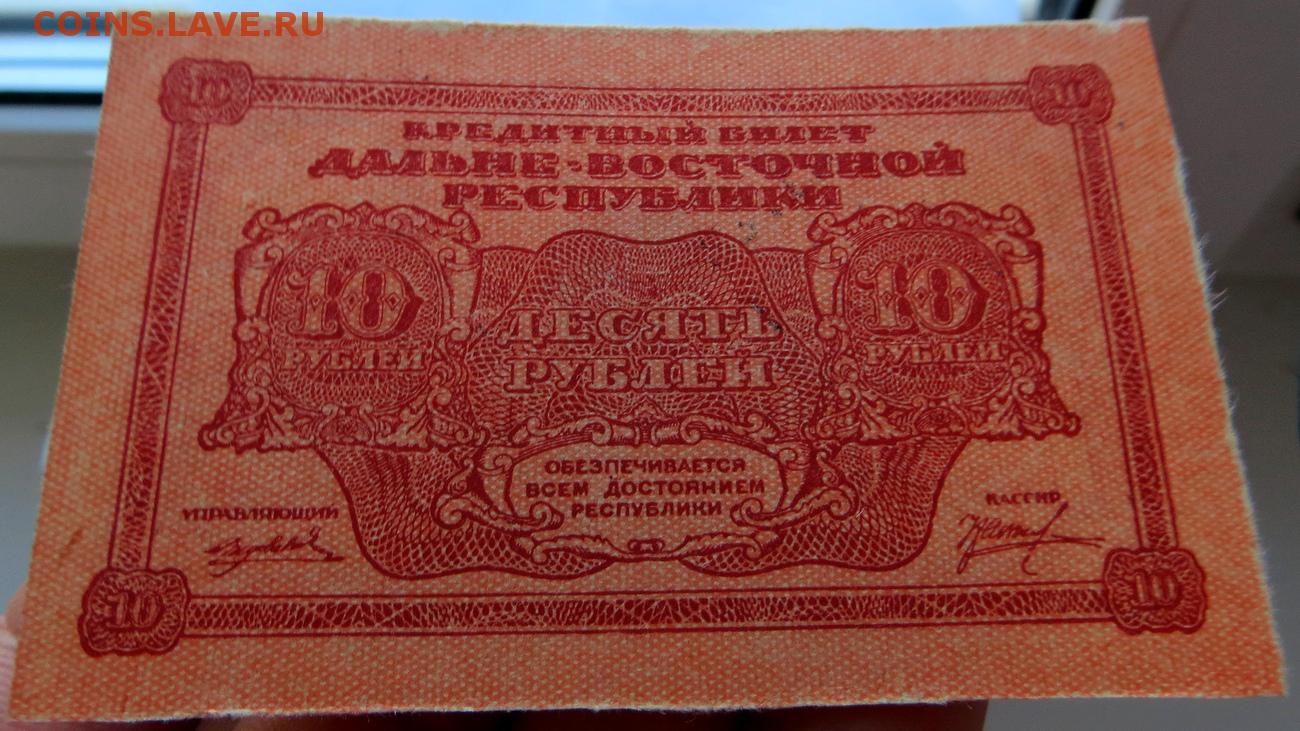 COINS.LAVE.RU
10 10
КРЕДИТНЫЙ БИЛЕТ
ДАЛЬНЕ-ВОСТОЧНОЙ
РЕСПУБЛИКИ
10 10
РУБЛЕЙ РУБЛЕЙ
ДЕСЯТЬ
РУБЛЕЙ
ОБЕЗПЕЧИВАЕТСЯ
ВСЕМ ДОСТОЯНИЕМ
РЕСПУБЛИКИ
УПРАВЛЯЮЩИЙ КАССИР
10 10